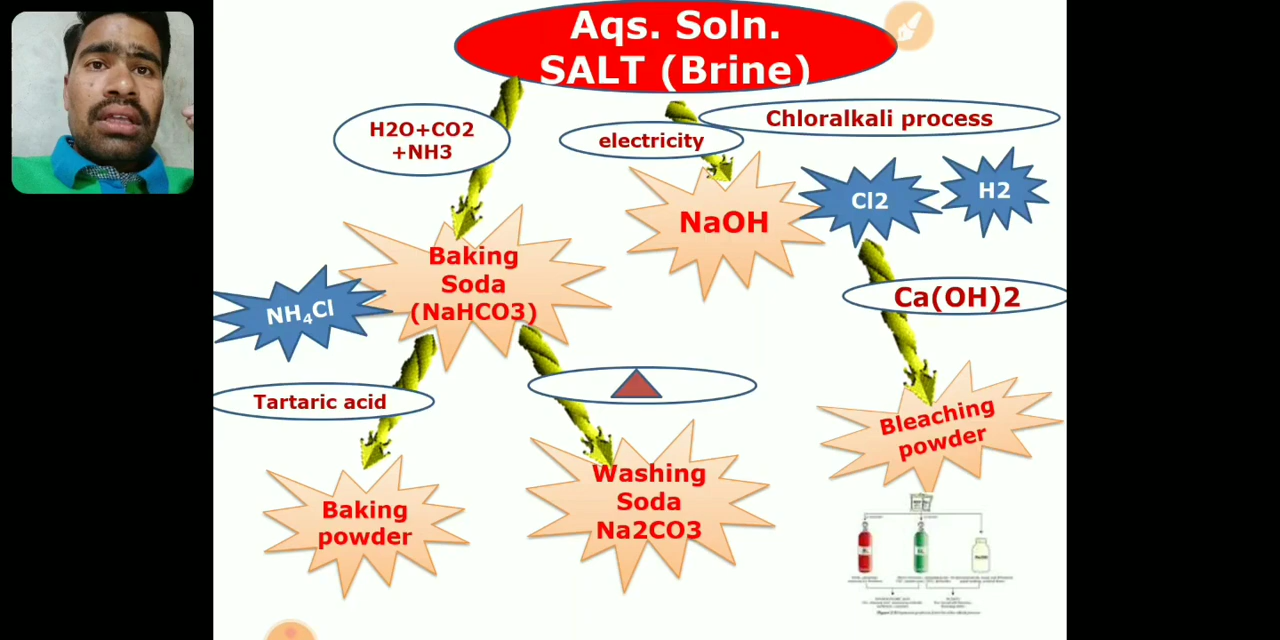 Aqs. Soln.
SALT (Brine)
H2O+CO2
+NH3
electricity
Chloralkali process
NaOH
Cl2
H2
Baking
Soda
(NaHCO3)
NH₄Cl
Ca(OH)2
Tartaric acid
Bleaching
powder
Baking
powder
Washing
Soda
Na2CO3